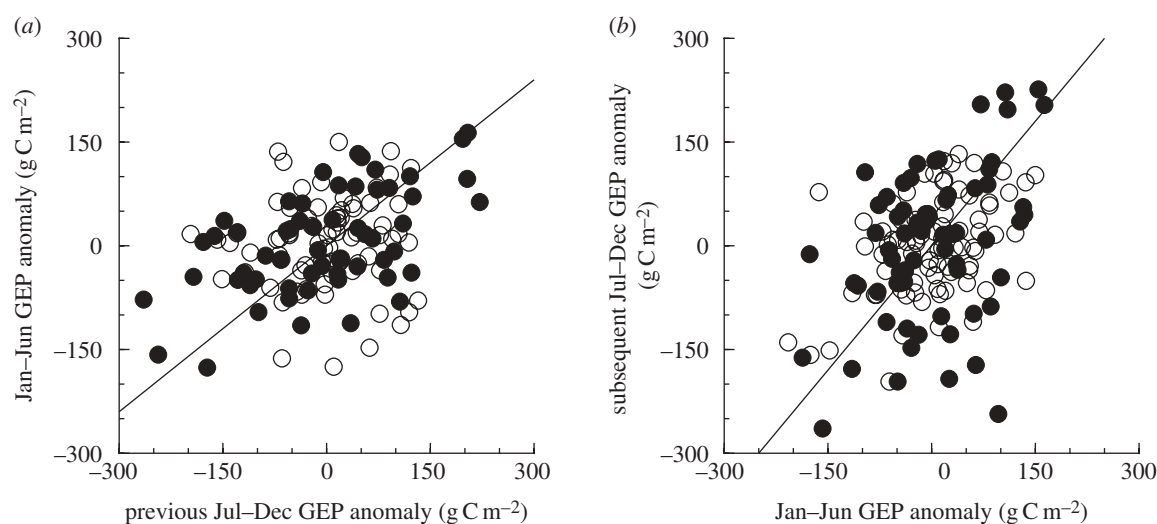 (a)
300
150
0
−150
−300
−300 −150 0 150 300
Jan–Jun GEP anomaly (g C m−2)
previous Jul–Dec GEP anomaly (g C m−2)
(b)
300
150
0
−150
−300
−300 −150 0 150 300
subsequent Jul–Dec GEP anomaly
(g C m−2)
Jan–Jun GEP anomaly (g C m−2)